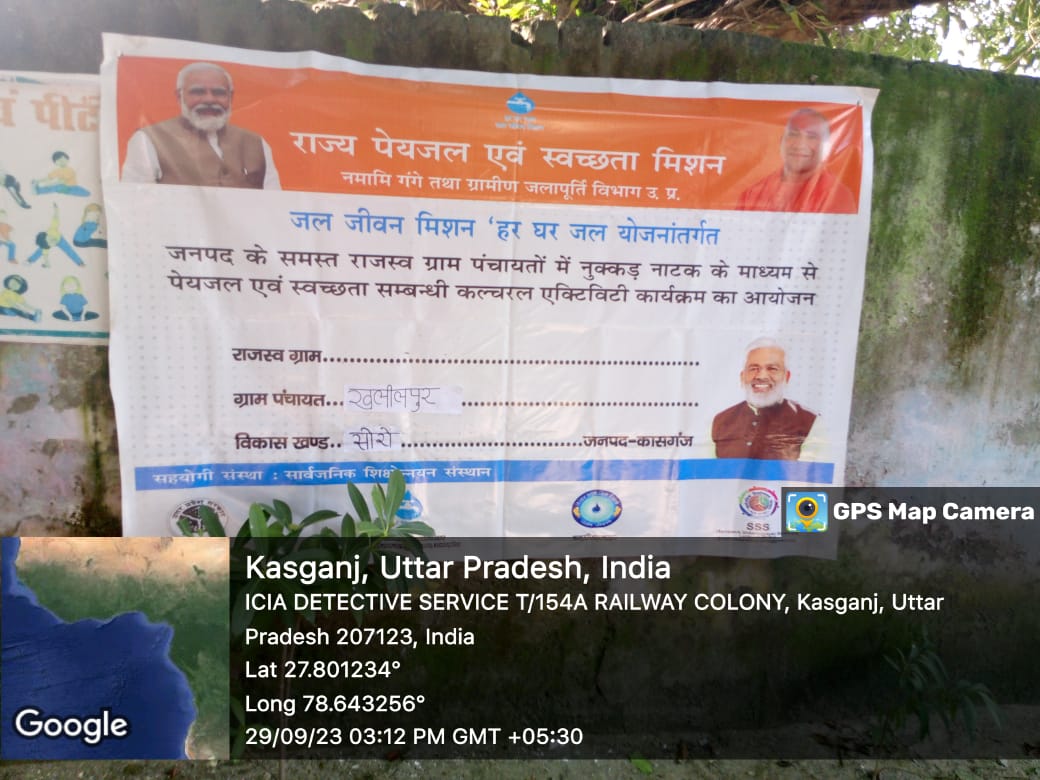 वं पीटी
राज्य पेयजल एवं स्वच्छता मिशन
नमामि गंगे तथा ग्रामीण जलापूर्ति विभाग उ. प्र.
जल जीवन मिशन 'हर घर जल योजनांतर्गत
जनपद के समस्त राजस्व ग्राम पंचायतों में नुक्कड़ नाटक के माध्यम से
पेयजल एवं स्वच्छता सम्बन्धी कल्चरल एक्टिविटी कार्यक्रम का आयोजन
राजस्व ग्राम
ग्राम पंचायत... खलीलपुर
विकास खण्ड.. सोरों जनपद-कासगंज
सहयोगी संस्था : सार्वजनिक शिक्षोन्नयन संस्थान
SSS
GPS Map Camera
Kasganj, Uttar Pradesh, India
ICIA DETECTIVE SERVICE T/154A RAILWAY COLONY, Kasganj, Uttar
Pradesh 207123, India
Lat 27.801234°
Long 78.643256°
29/09/23 03:12 PM GMT +05:30
Google